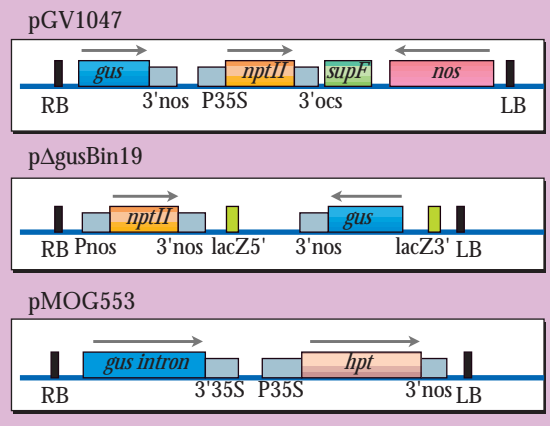 pGV1047
gus nptII supF nos
RB 3'nos P35S 3'ocs LB
pΔgusBin19
nptII gus
RB Pnos 3'nos lacZ5' 3'nos lacZ3' LB
pMOG553
gus intron hpt
RB 3'35S P35S 3'nos LB